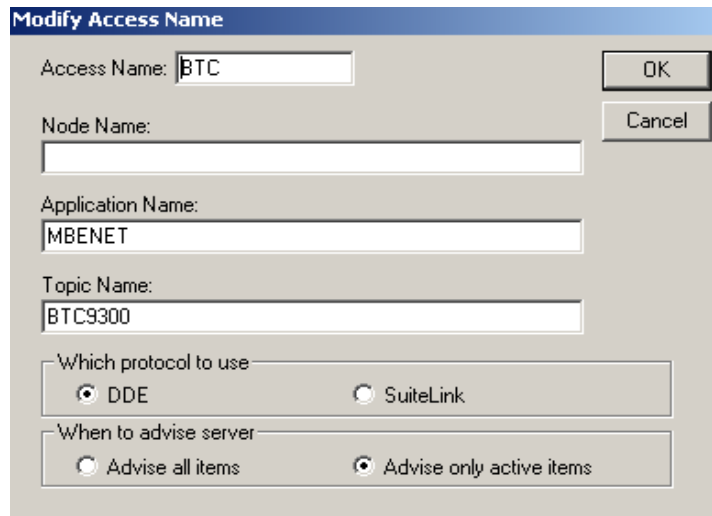 Modify Access Name
Access Name: BTC
OK
Node Name:
Cancel
Application Name:
MBENET
Topic Name:
BTC9300
Which protocol to use
DDE SuiteLink
When to advise server
Advise all items Advise only active items